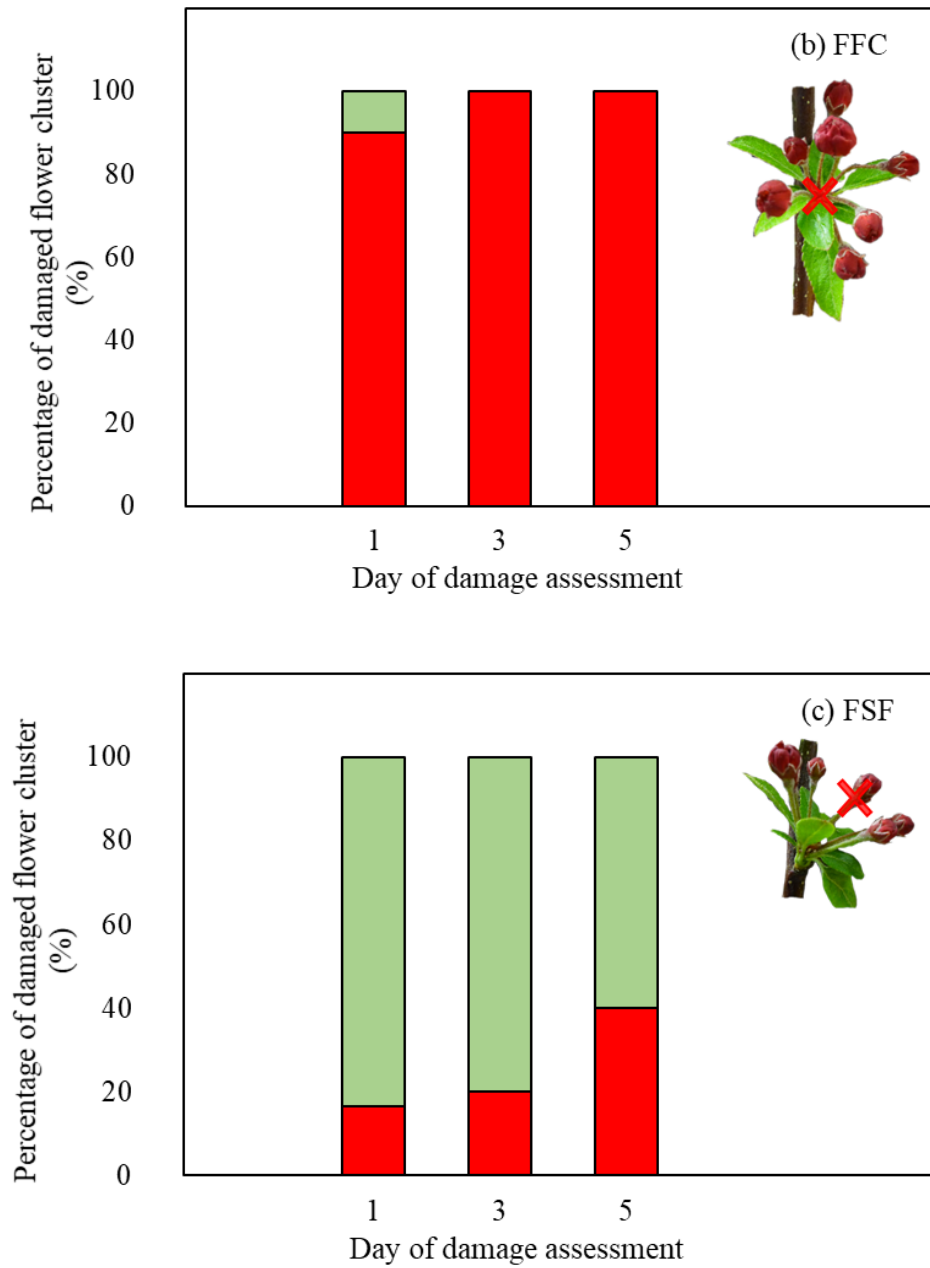 (b) FFC
Percentage of damaged flower cluster
(%)
100
80
60
40
20
0
1 3 5
Day of damage assessment
(c) FSF
Percentage of damaged flower cluster
(%)
100
80
60
40
20
0
1 3 5
Day of damage assessment